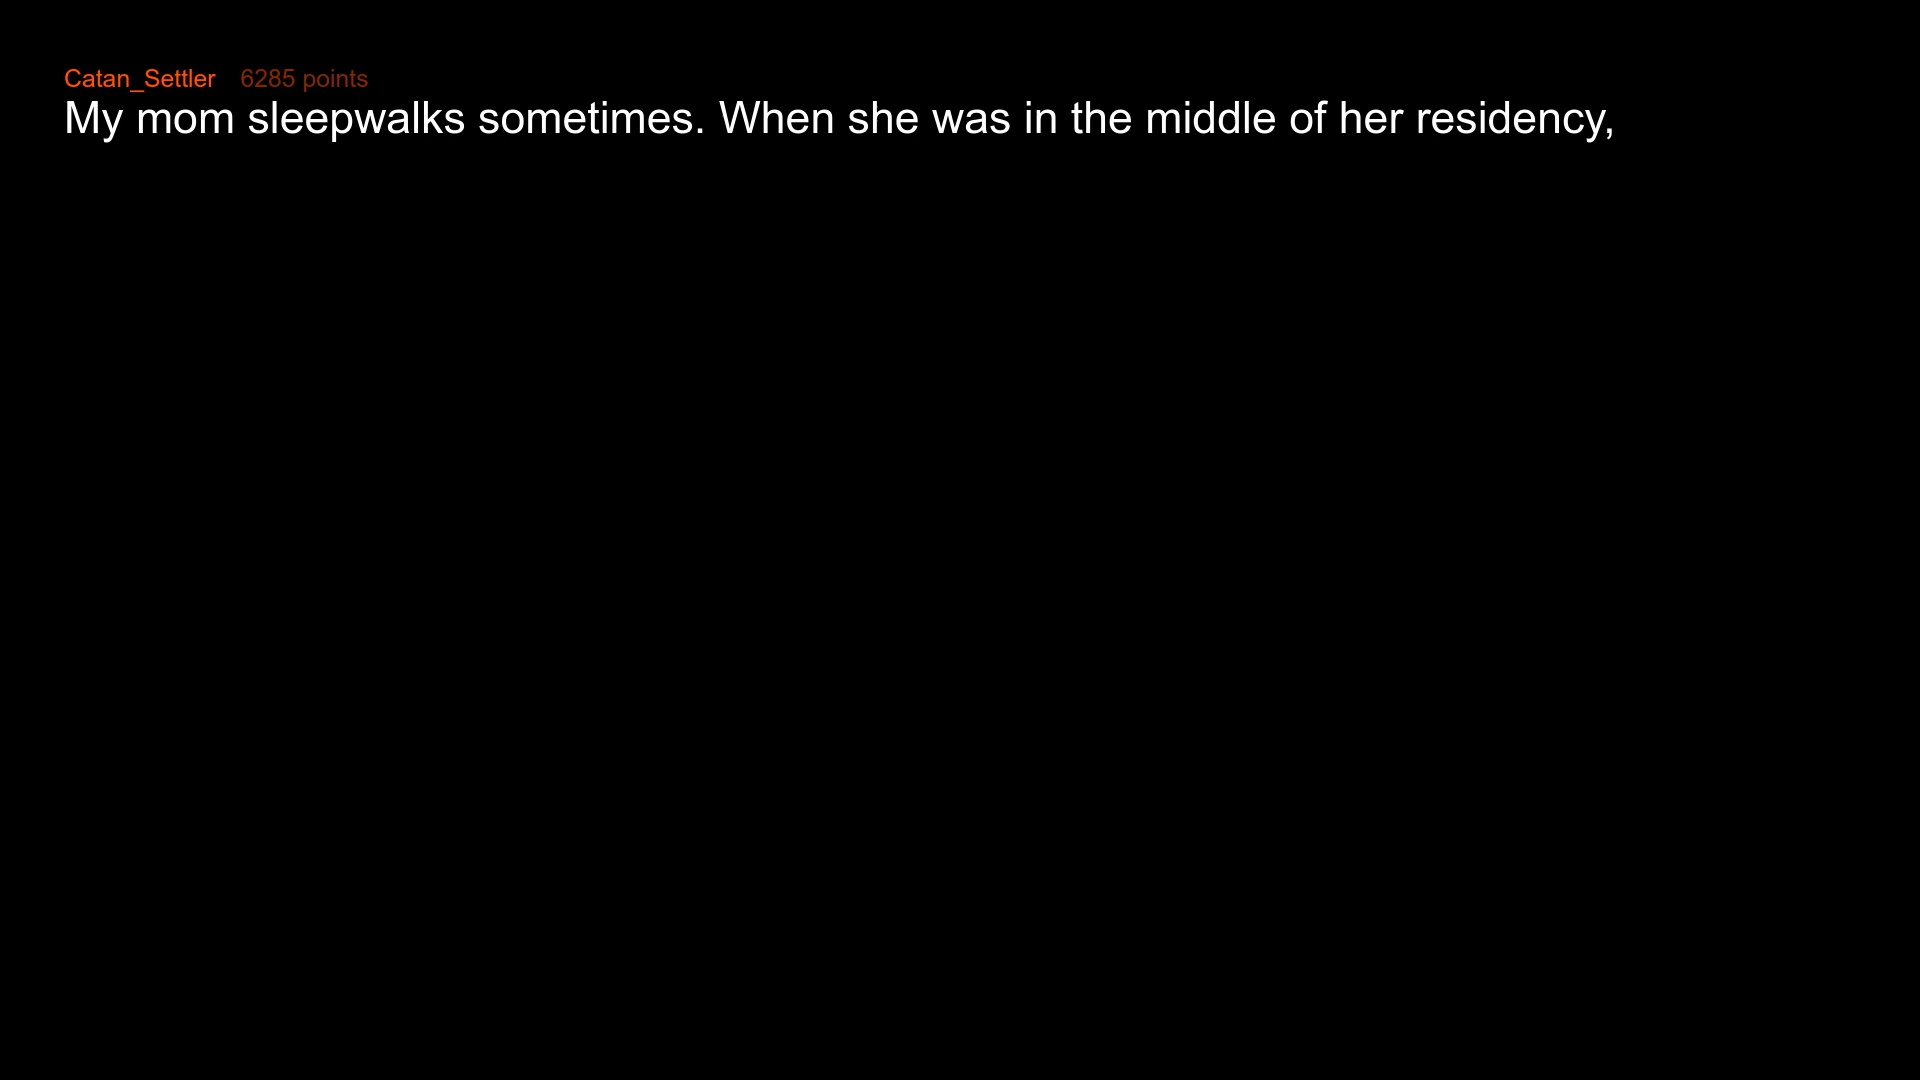 Catan_Settler 6285 points
My mom sleepwalks sometimes. When she was in the middle of her residency,